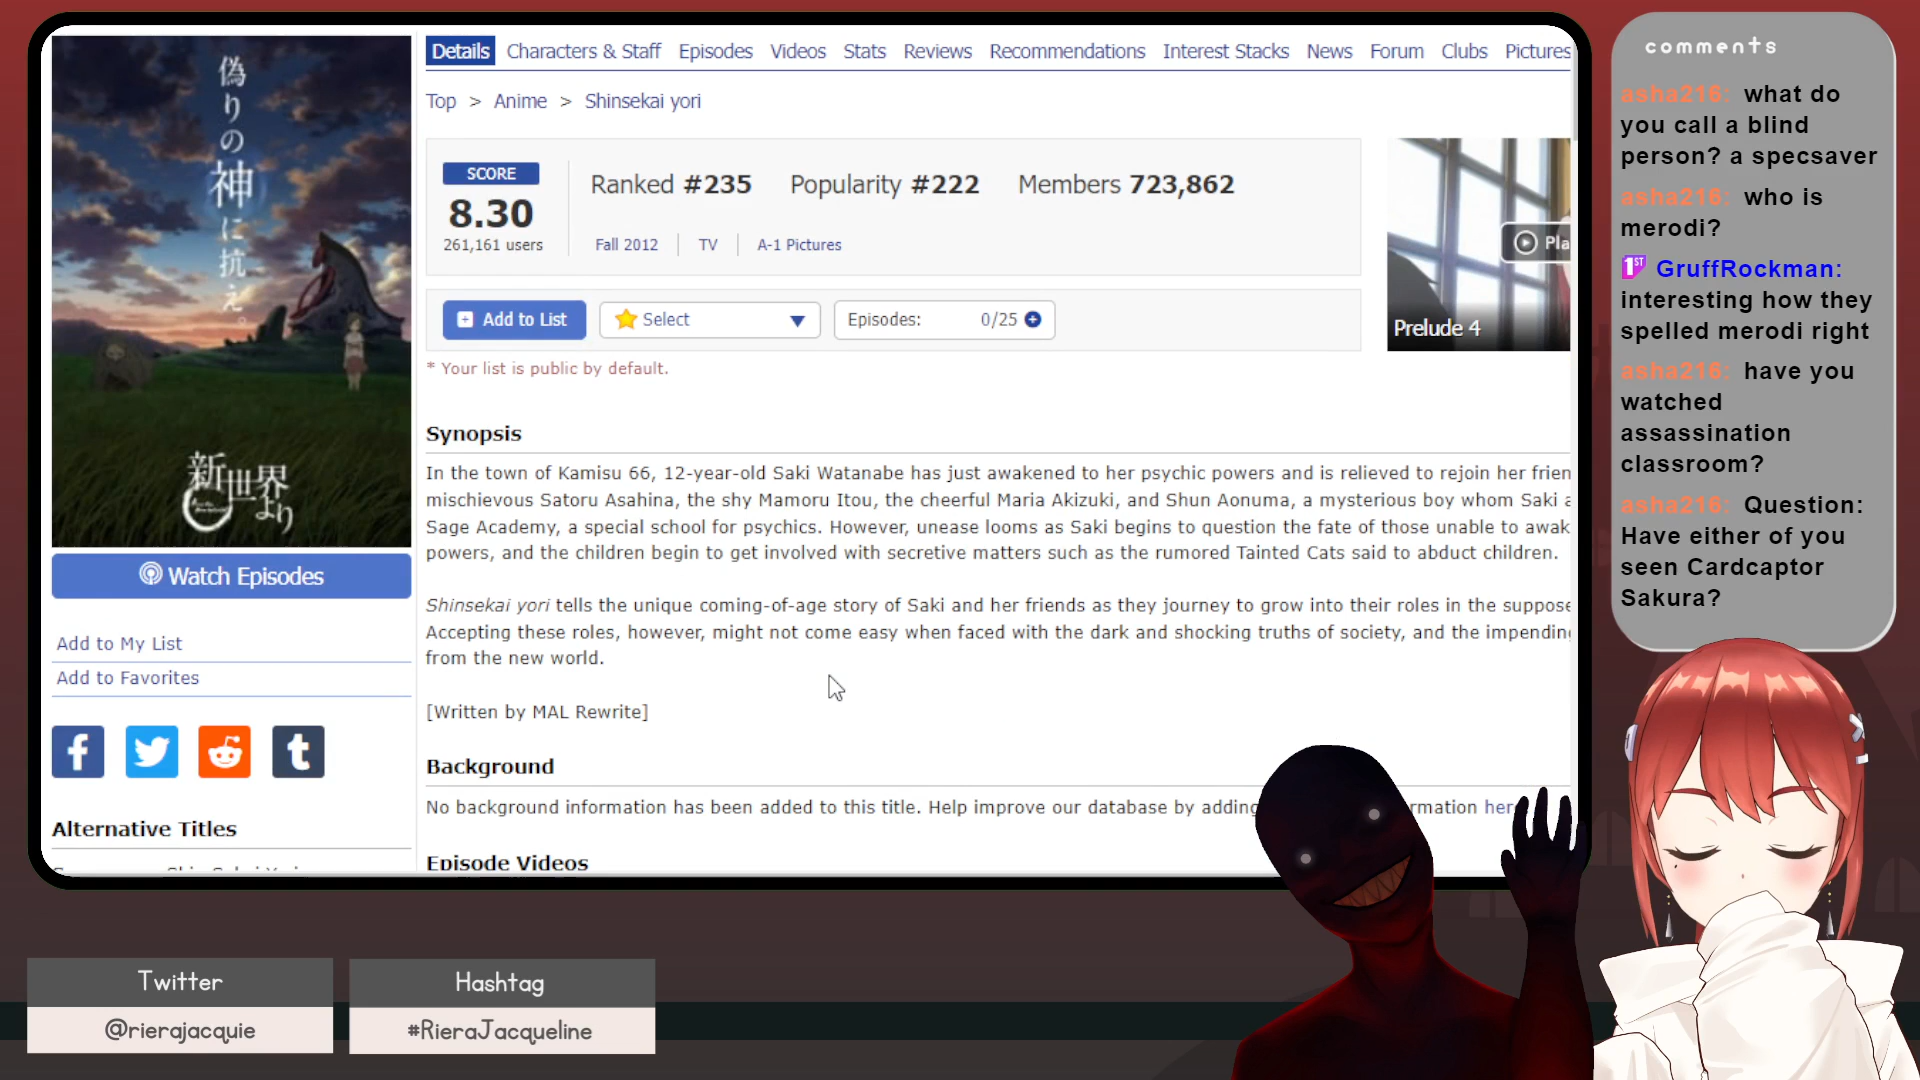 Details Characters & Staff Episodes Videos Stats Reviews Recommendations Interest Stacks News Forum Clubs Pictures
Top > Anime > Shinsekai yori
偽りの神に抗え。
新世界より
SCORE
8.30
261,161 users
Ranked #235 Popularity #222 Members 723,862
Fall 2012 TV A-1 Pictures
Add to List Select Episodes: 0/25
Pla
Prelude 4
* Your list is public by default.
Synopsis
In the town of Kamisu 66, 12-year-old Saki Watanabe has just awakened to her psychic powers and is relieved to rejoin her frien
mischievous Satoru Asahina, the shy Mamoru Itou, the cheerful Maria Akizuki, and Shun Aonuma, a mysterious boy whom Saki a
Sage Academy, a special school for psychics. However, unease looms as Saki begins to question the fate of those unable to awak
powers, and the children begin to get involved with secretive matters such as the rumored Tainted Cats said to abduct children.
Shinsekai yori tells the unique coming-of-age story of Saki and her friends as they journey to grow into their roles in the suppose
Accepting these roles, however, might not come easy when faced with the dark and shocking truths of society, and the impending
from the new world.
[Written by MAL Rewrite]
Background
No background information has been added to this title. Help improve our database by adding rmation her
Episode Videos
Watch Episodes
Add to My List
Add to Favorites
Alternative Titles
comments
asha216: what do
you call a blind
person? a specsaver
asha216: who is
merodi?
1ST GruffRockman:
interesting how they
spelled merodi right
asha216: have you
watched
assassination
classroom?
asha216: Question:
Have either of you
seen Cardcaptor
Sakura?
Twitter
@rierajacquie
Hashtag
#RieraJacqueline